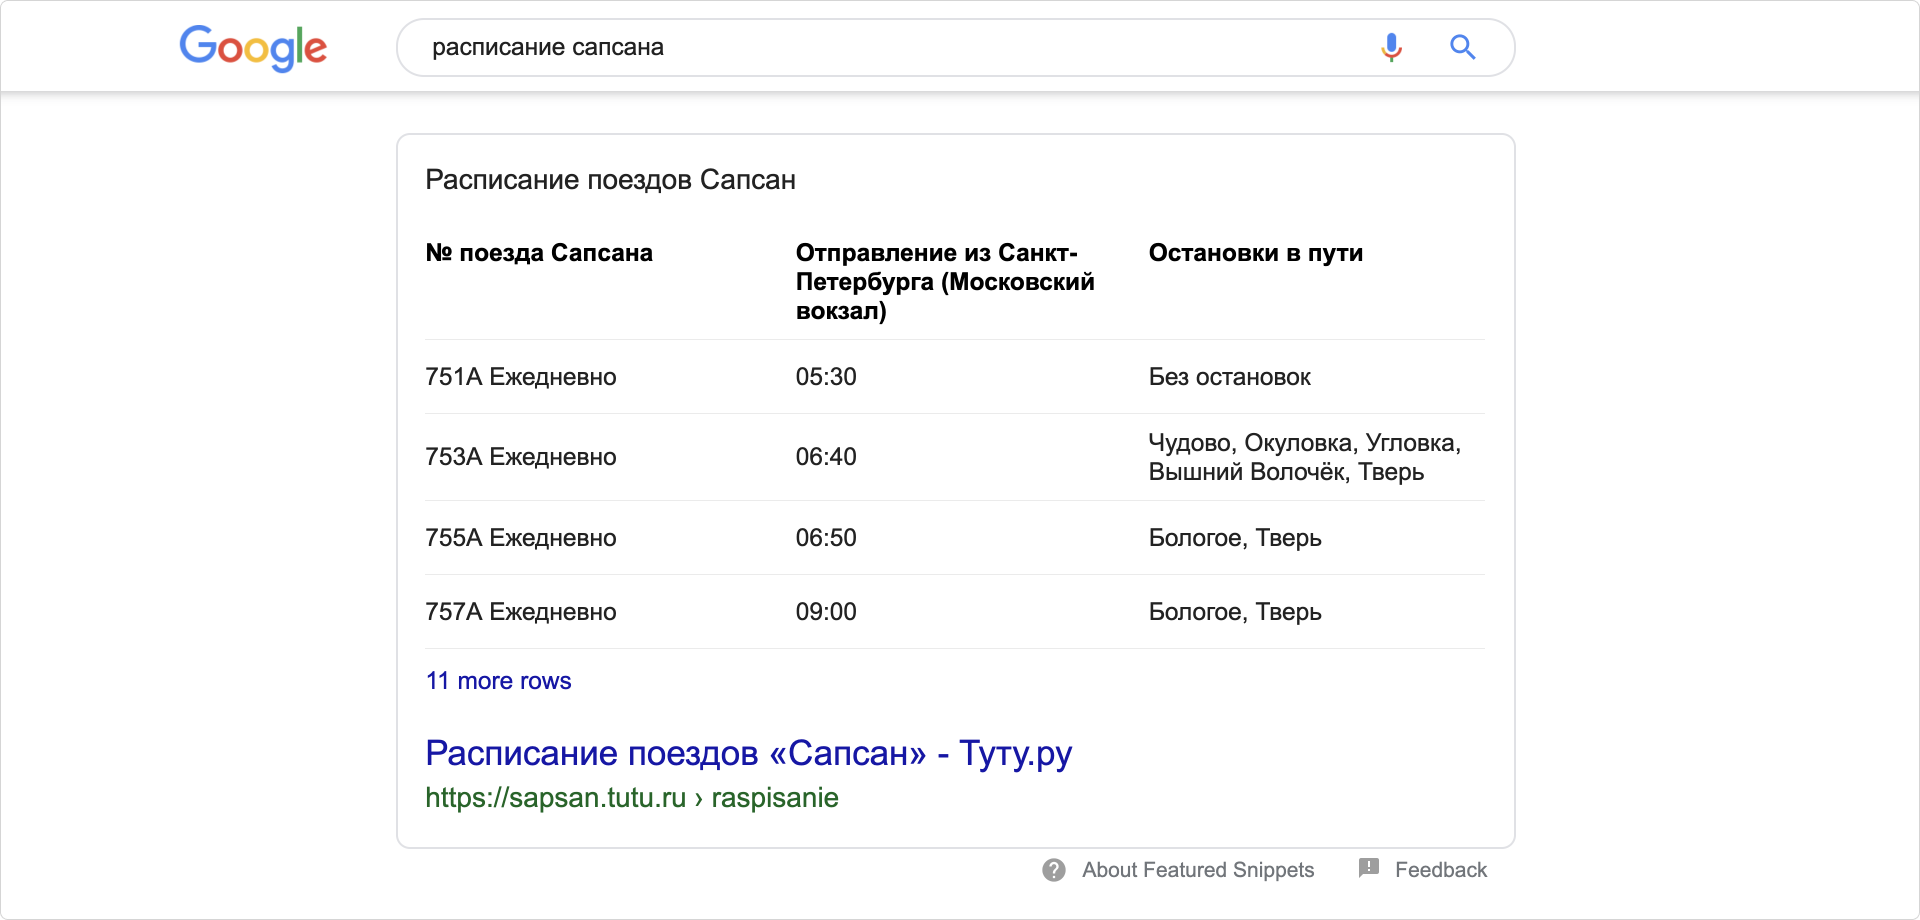 Google
расписание сапсана
Расписание поездов Сапсан
№ поезда Сапсана
Отправление из Санкт-
Петербурга (Московский
вокзал)
Остановки в пути
751А Ежедневно
05:30
Без остановок
753А Ежедневно
06:40
Чудово, Окуловка, Угловка,
Вышний Волочёк, Тверь
755А Ежедневно
06:50
Бологое, Тверь
757А Ежедневно
09:00
Бологое, Тверь
11 more rows
Расписание поездов «Сапсан» - Туту.ру
https://sapsan.tutu.ru › raspisanie
About Featured Snippets
Feedback